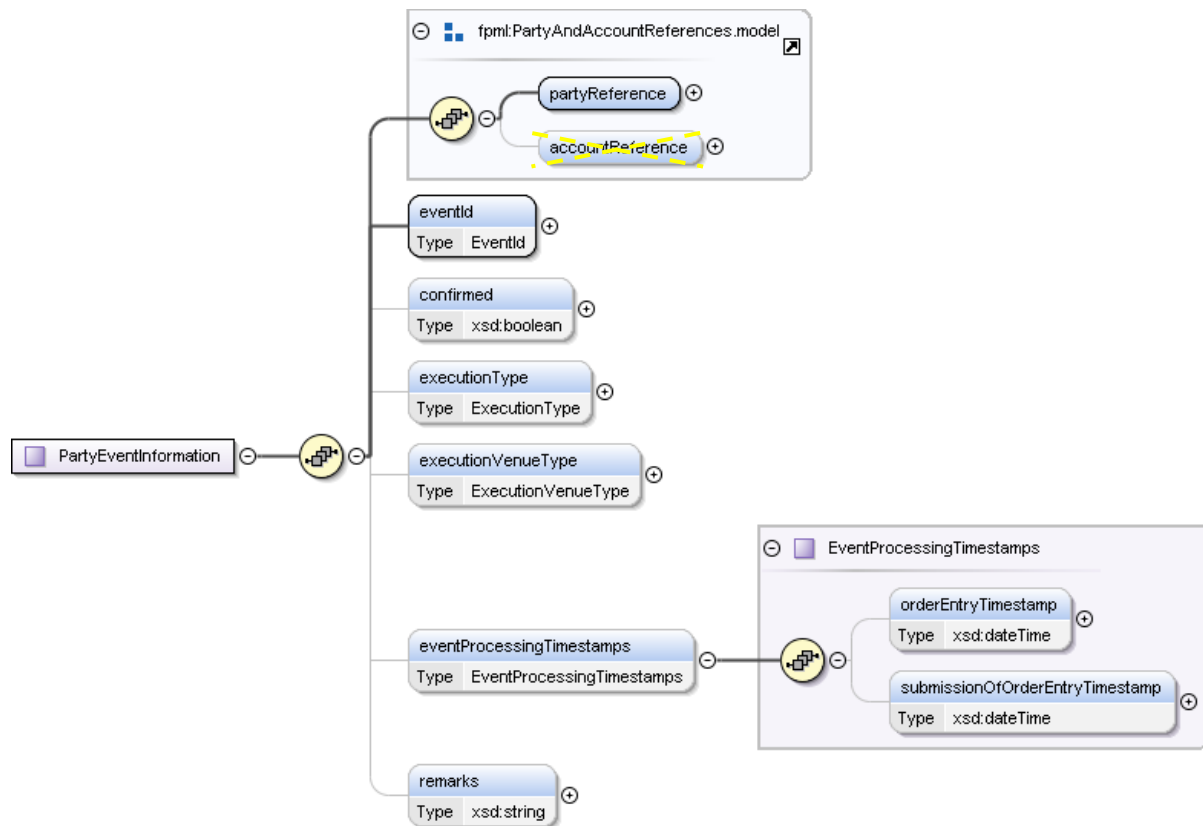 fpml:PartyAndAccountReferences.model
partyReference
accountReference
eventId
Type EventId
confirmed
Type xsd:boolean
executionType
Type ExecutionType
PartyEventInformation
executionVenueType
Type ExecutionVenueType
EventProcessingTimestamps
orderEntryTimestamp
Type xsd:dateTime
eventProcessingTimestamps
Type EventProcessingTimestamps
submissionOfOrderEntryTimestamp
Type xsd:dateTime
remarks
Type xsd:string